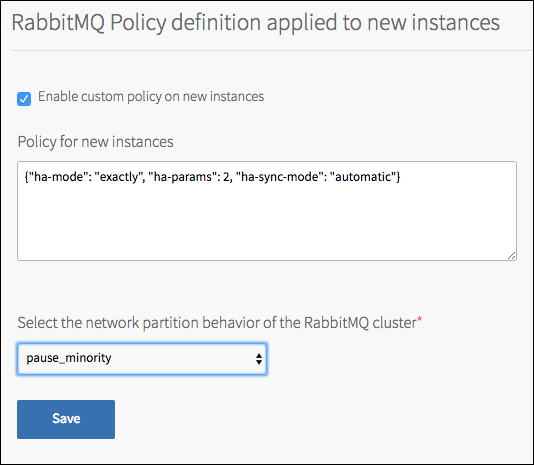 RabbitMQ Policy definition applied to new instances
Enable custom policy on new instances
Policy for new instances
{"ha-mode": "exactly", "ha-params": 2, "ha-sync-mode": "automatic"}
Select the network partition behavior of the RabbitMQ cluster*
pause_minority
Save